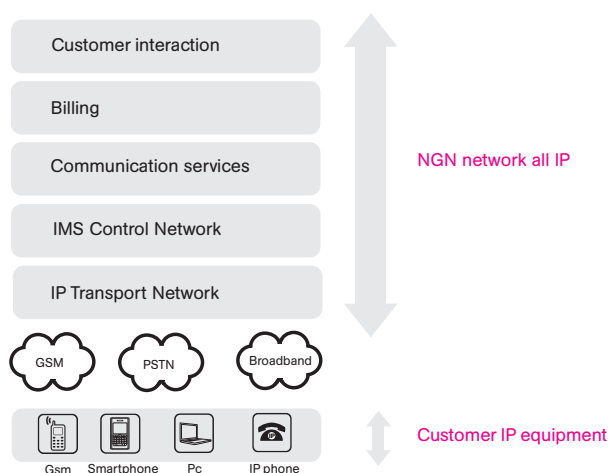 Customer interaction
Billing
Communication services
NGN network all IP
IMS Control Network
IP Transport Network
GSM
PSTN
Broadband
Customer IP equipment
IP
Gsm
Smartphone
Pc
IP phone